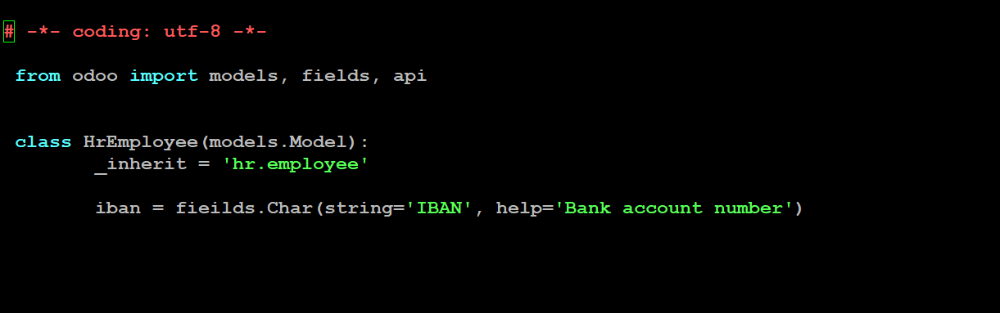 # -*- coding: utf-8 -*-
from odoo import models, fields, api
class HrEmployee(models.Model):
_inherit = 'hr.employee'
iban = fieilds.Char(string='IBAN', help='Bank account number')